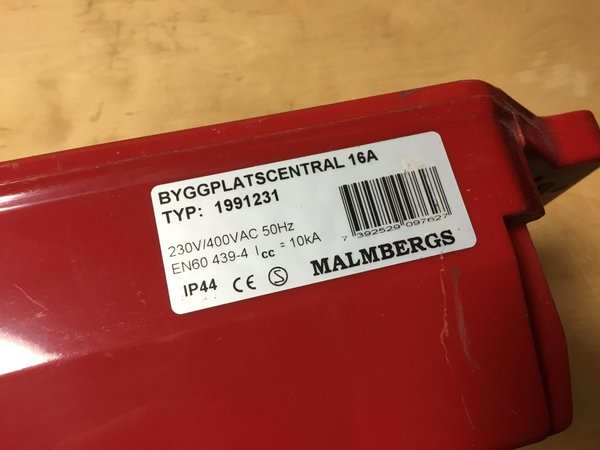 BYGGPLATSCENTRAL 16A
TYP: 1991231
230V/400VAC 50Hz
EN60 439-4 Icc = 10kA
7 392529 097627
IP44 CE S
MALMBERGS